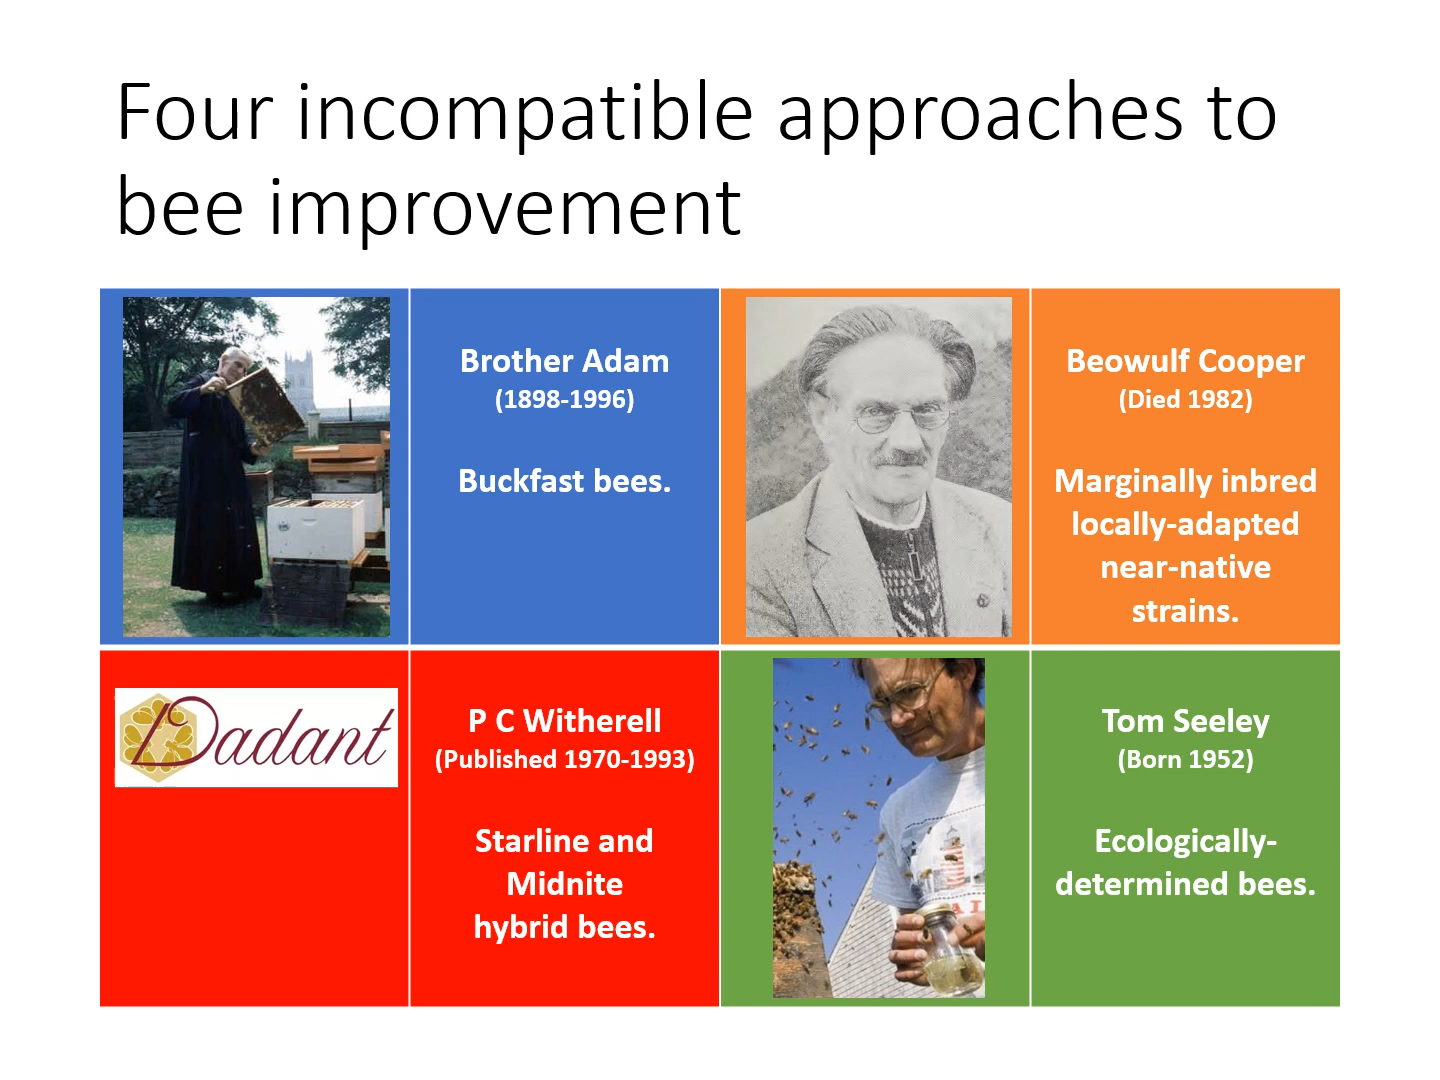 Four incompatible approaches to
bee improvement
Brother Adam
(1898-1996)
Buckfast bees.
Beowulf Cooper
(Died 1982)
Marginally inbred
locally-adapted
near-native
strains.
Dadant
P C Witherell
(Published 1970-1993)
Starline and
Midnite
hybrid bees.
Tom Seeley
(Born 1952)
Ecologically-
determined bees.